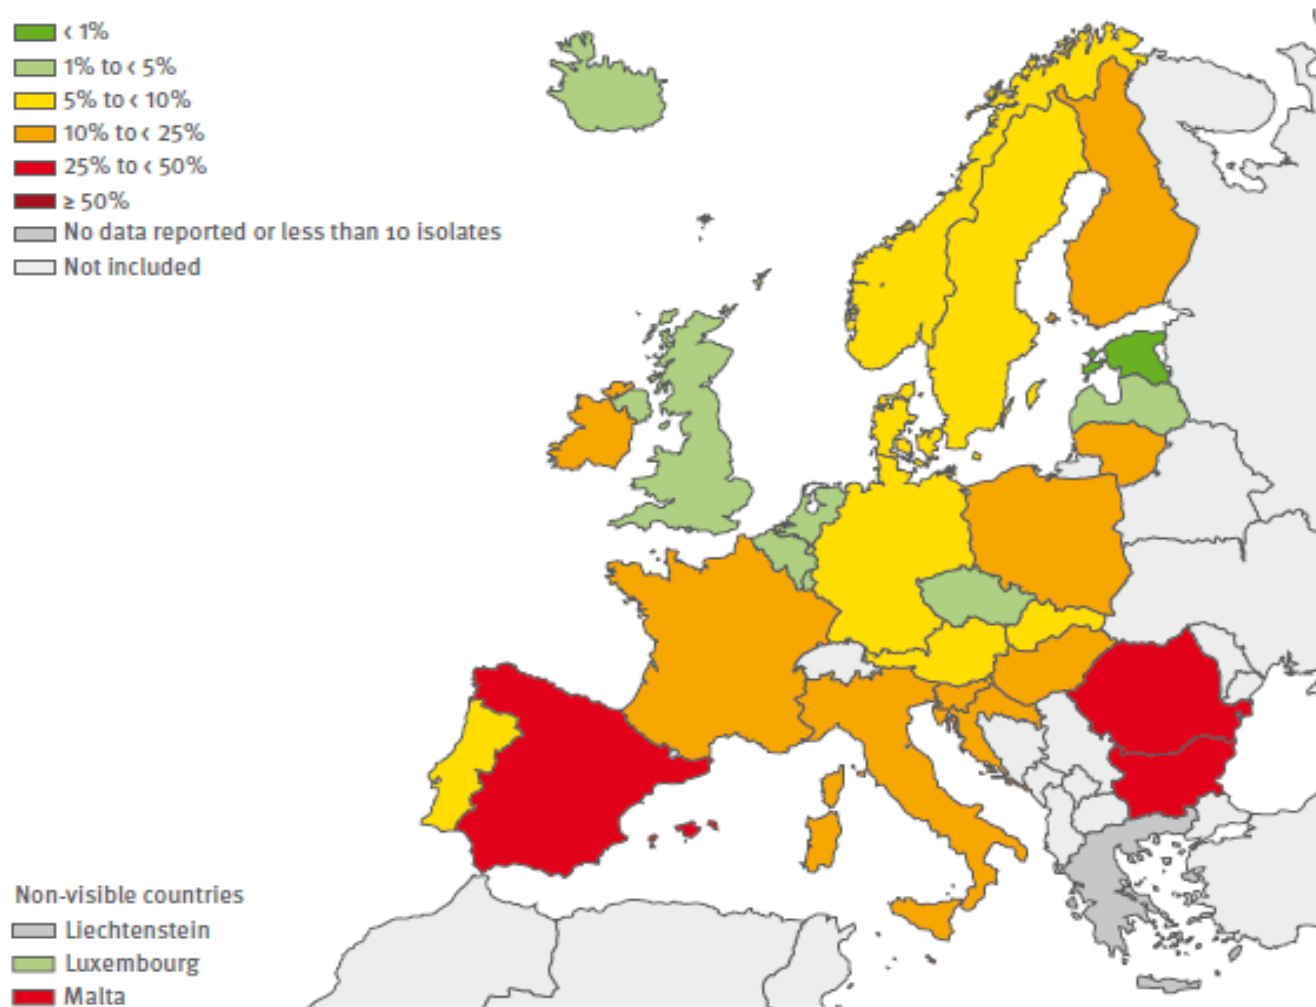 < 1%
1% to < 5%
5% to < 10%
10% to < 25%
25% to < 50%
≥ 50%
No data reported or less than 10 isolates
Not included
Non-visible countries
Liechtenstein
Luxembourg
Malta